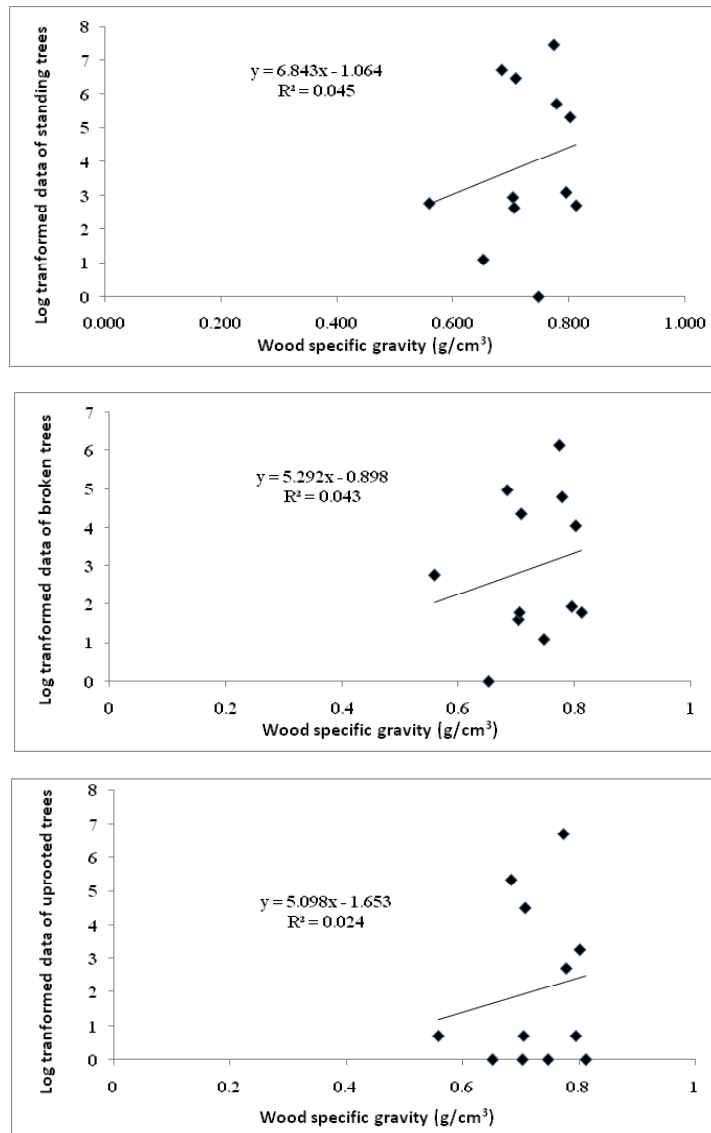 Log tranformed data of standing trees
8
7
6
5
4
3
2
1
0
y = 6.843x - 1.064
R² = 0.045
0.000 0.200 0.400 0.600 0.800 1.000
Wood specific gravity (g/cm³)
Log tranformed data of broken trees
7
6
5
4
3
2
1
0
y = 5.292x - 0.898
R² = 0.043
0 0.2 0.4 0.6 0.8 1
Wood specific gravity (g/cm³)
Log tranformed data of uprooted trees
8
7
6
5
4
3
2
1
0
y = 5.098x - 1.653
R² = 0.024
0 0.2 0.4 0.6 0.8 1
Wood specific gravity (g/cm³)